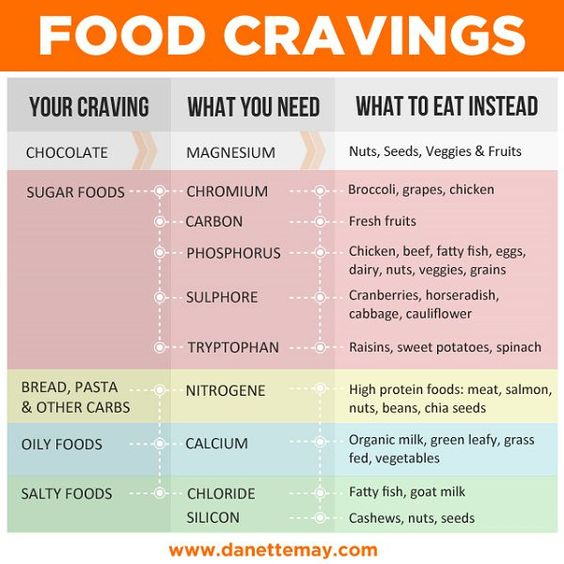 FOOD CRAVINGS
YOUR CRAVING WHAT YOU NEED WHAT TO EAT INSTEAD
CHOCOLATE MAGNESIUM Nuts, Seeds, Veggies & Fruits
SUGAR FOODS CHROMIUM Broccoli, grapes, chicken
CARBON Fresh fruits
PHOSPHORUS Chicken, beef, fatty fish, eggs,
dairy, nuts, veggies, grains
SULPHORE Cranberries, horseradish,
cabbage, cauliflower
TRYPTOPHAN Raisins, sweet potatoes, spinach
BREAD, PASTA
& OTHER CARBS
NITROGENE High protein foods: meat, salmon,
nuts, beans, chia seeds
OILY FOODS CALCIUM Organic milk, green leafy, grass
fed, vegetables
SALTY FOODS CHLORIDE Fatty fish, goat milk
SILICON Cashews, nuts, seeds
www.danettemay.com